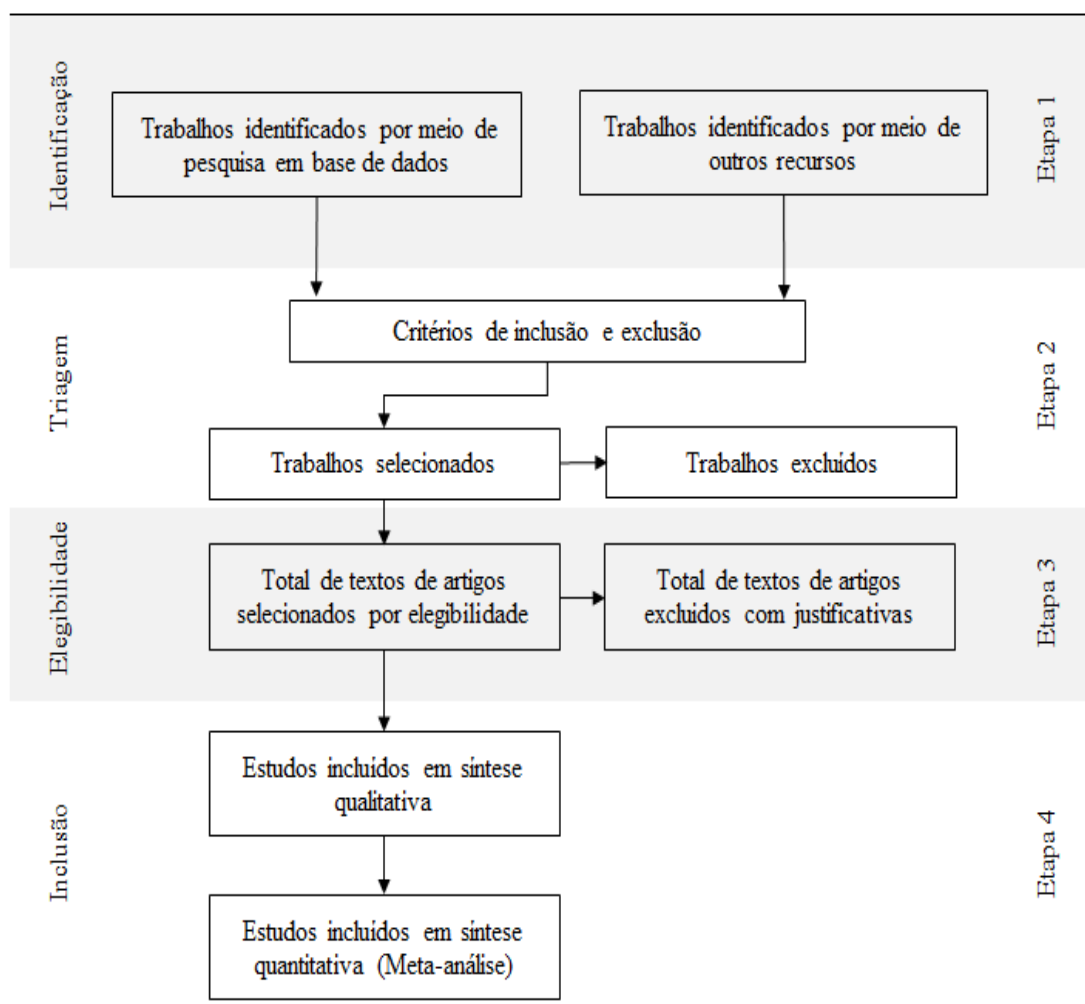 Identificação
Trabalhos identificados por meio de
pesquisa em base de dados
Trabalhos identificados por meio de
outros recursos
Etapa 1
Triagem
Critérios de inclusão e exclusão
Trabalhos selecionados
Trabalhos excluídos
Etapa 2
Elegibilidade
Total de textos de artigos
selecionados por elegibilidade
Total de textos de artigos
excluidos com justificativas
Etapa 3
Inclusão
Estudos incluídos em síntese
qualitativa
Estudos incluídos em síntese
quantitativa (Meta-análise)
Etapa 4